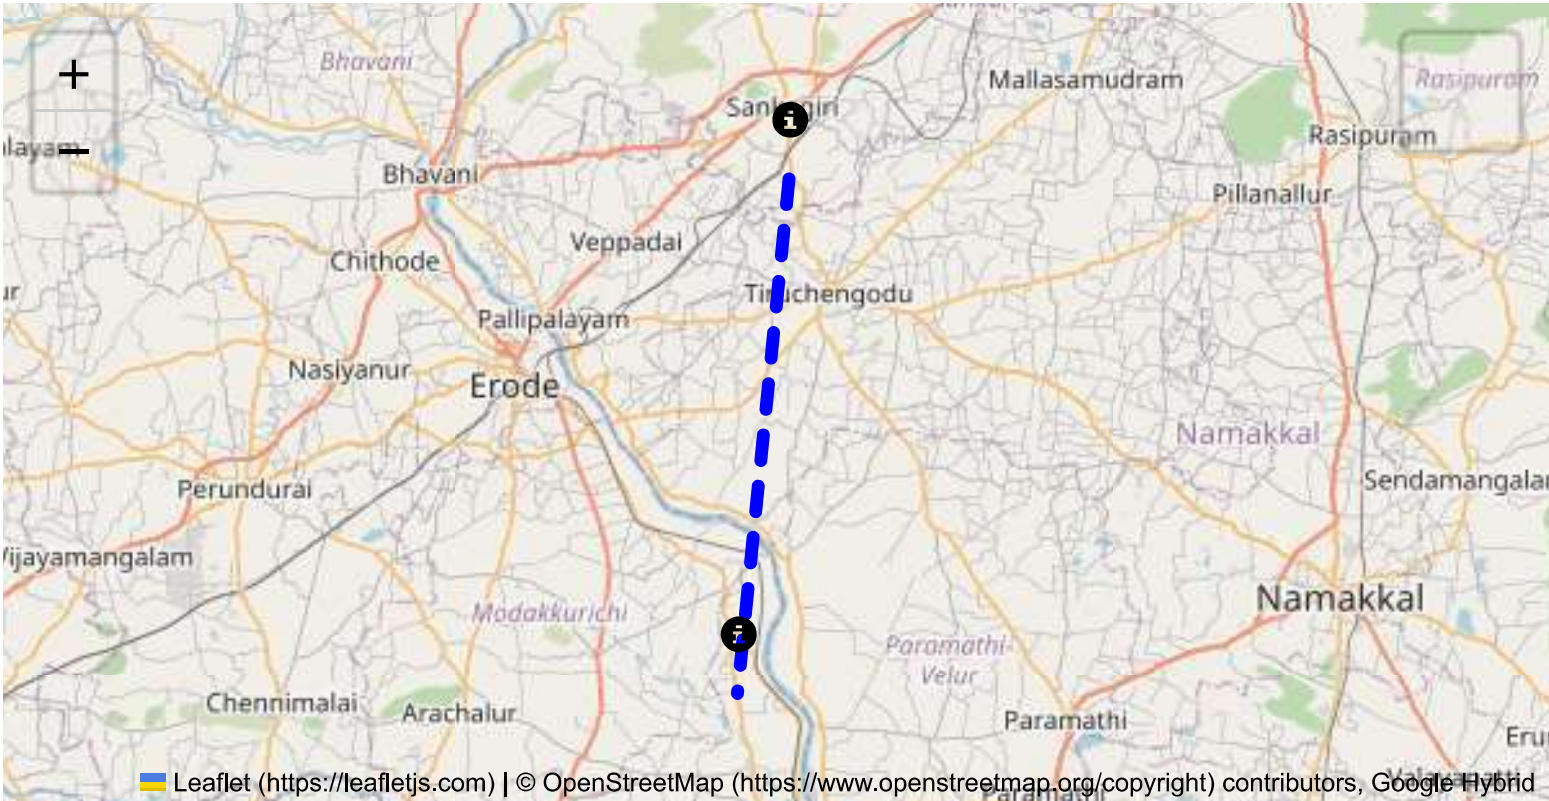 +
−
Bhavani
Mallasamudram
Rasipuram
Rasipuram
Bhavani
Pillanallur
Veppadai
Chithode
Tiruchengodu
Pallipalayam
Nasiyanur
Erode
Namakkal
Perundurai
Sendamangalam
Vijayamangalam
Namakkal
Modakkurichi
Paramathi-
Velur
Chennimalai
Arachalur
Paramathi
Leaflet (https://leafletjs.com) | © OpenStreetMap (https://www.openstreetmap.org/copyright) contributors, Google Hybrid